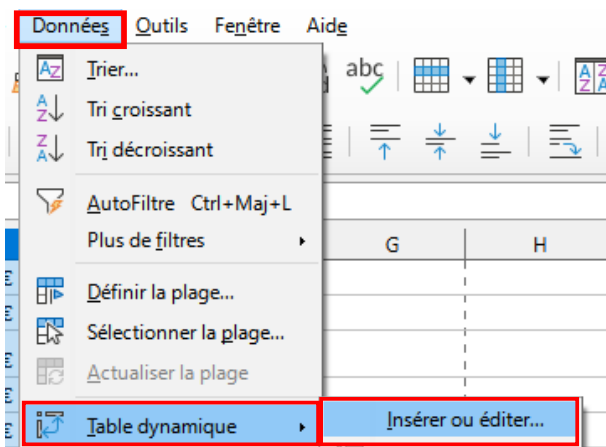 Données Outils Fenêtre Aide
Trier...
abc
Tri croissant
Tri décroissant
AutoFiltre Ctrl+Maj+L
Plus de filtres
G H
Définir la plage...
Sélectionner la plage...
Actualiser la plage
Table dynamique
Insérer ou éditer...